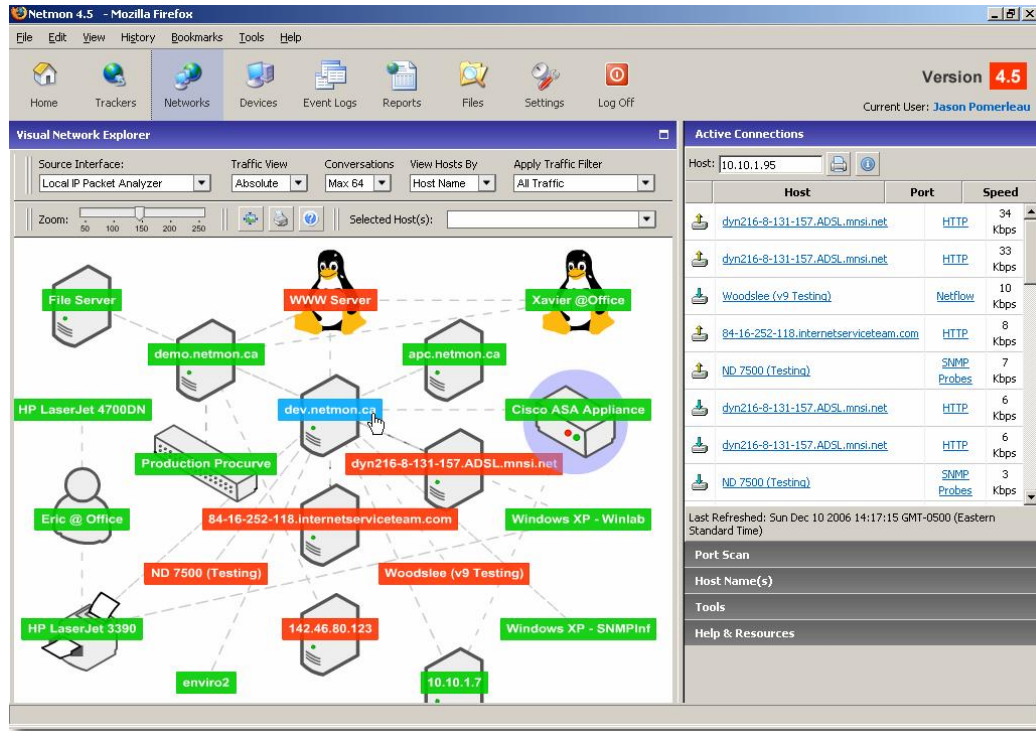 Netmon 4.5 - Mozilla Firefox
File Edit View History Bookmarks Tools Help
Home Trackers Networks Devices Event Logs Reports Files Settings Log Off
Version 4.5
Current User: Jason Pomerleau
Visual Network Explorer
Source Interface: Traffic View Conversations View Hosts By Apply Traffic Filter
Local IP Packet Analyzer Absolute Max 64 Host Name All Traffic
Zoom: 50 100 150 200 250 Selected Host(s):
File Server WWW Server Xavier @Office
demo.netmon.ca apc.netmon.ca
HP LaserJet 4700DN dev.netmon.ca Cisco ASA Appliance
Production Procurve dyn216-8-131-157.ADSL.mnsi.net
Eric @ Office 84-16-252-118.internetserviceteam.com Windows XP - Winlab
ND 7500 (Testing) Woodslee (v9 Testing)
HP LaserJet 3390 142.46.80.123 Windows XP - SNMPInf
enviro2 10.10.1.7
Active Connections
Host: 10.10.1.95
Host Port Speed
dyn216-8-131-157.ADSL.mnsi.net HTTP 34 Kbps
dyn216-8-131-157.ADSL.mnsi.net HTTP 33 Kbps
Woodslee (v9 Testing) Netflow 10 Kbps
84-16-252-118.internetserviceteam.com HTTP 8 Kbps
ND 7500 (Testing) SNMP Probes 7 Kbps
dyn216-8-131-157.ADSL.mnsi.net HTTP 6 Kbps
dyn216-8-131-157.ADSL.mnsi.net HTTP 6 Kbps
ND 7500 (Testing) SNMP Probes 3 Kbps
Last Refreshed: Sun Dec 10 2006 14:17:15 GMT-0500 (Eastern
Standard Time)
Port Scan
Host Name(s)
Tools
Help & Resources